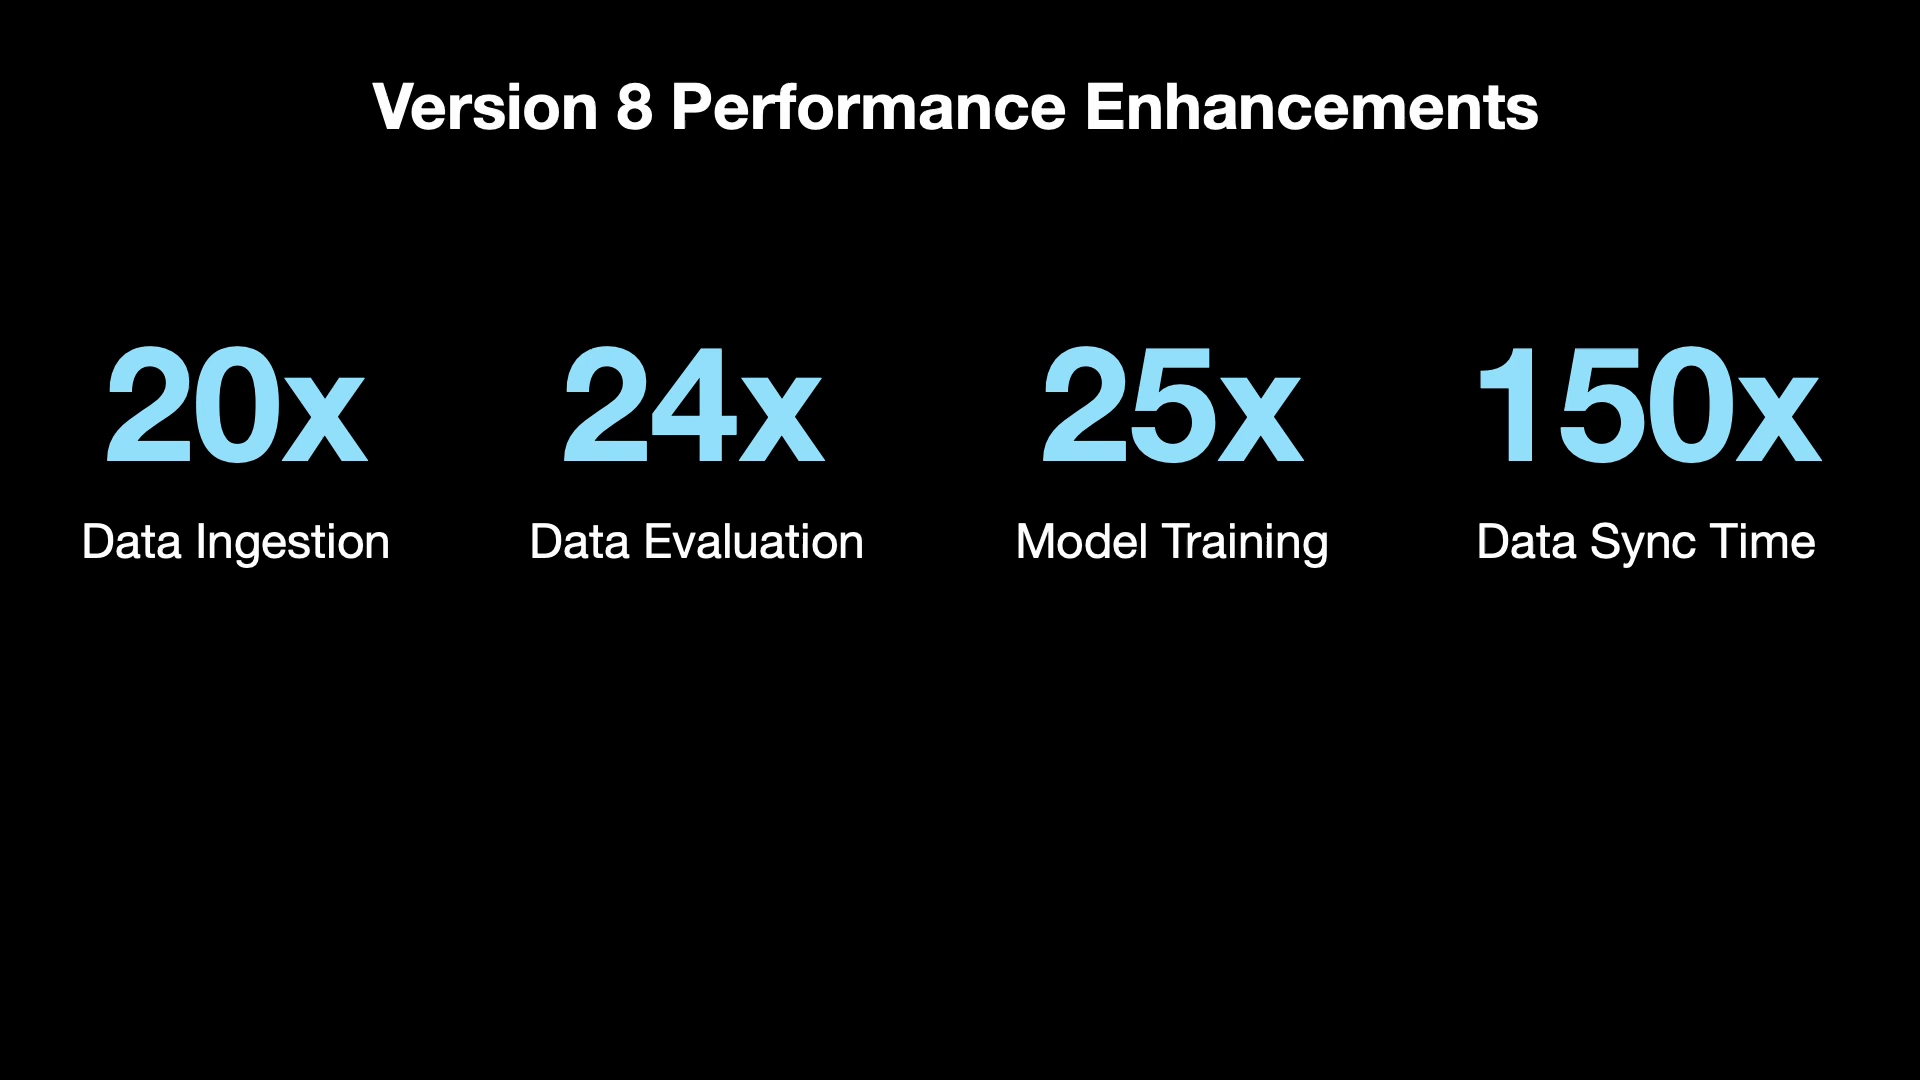 Version 8 Performance Enhancements
20x
24x
25x
150x
Data Ingestion
Data Evaluation
Model Training
Data Sync Time